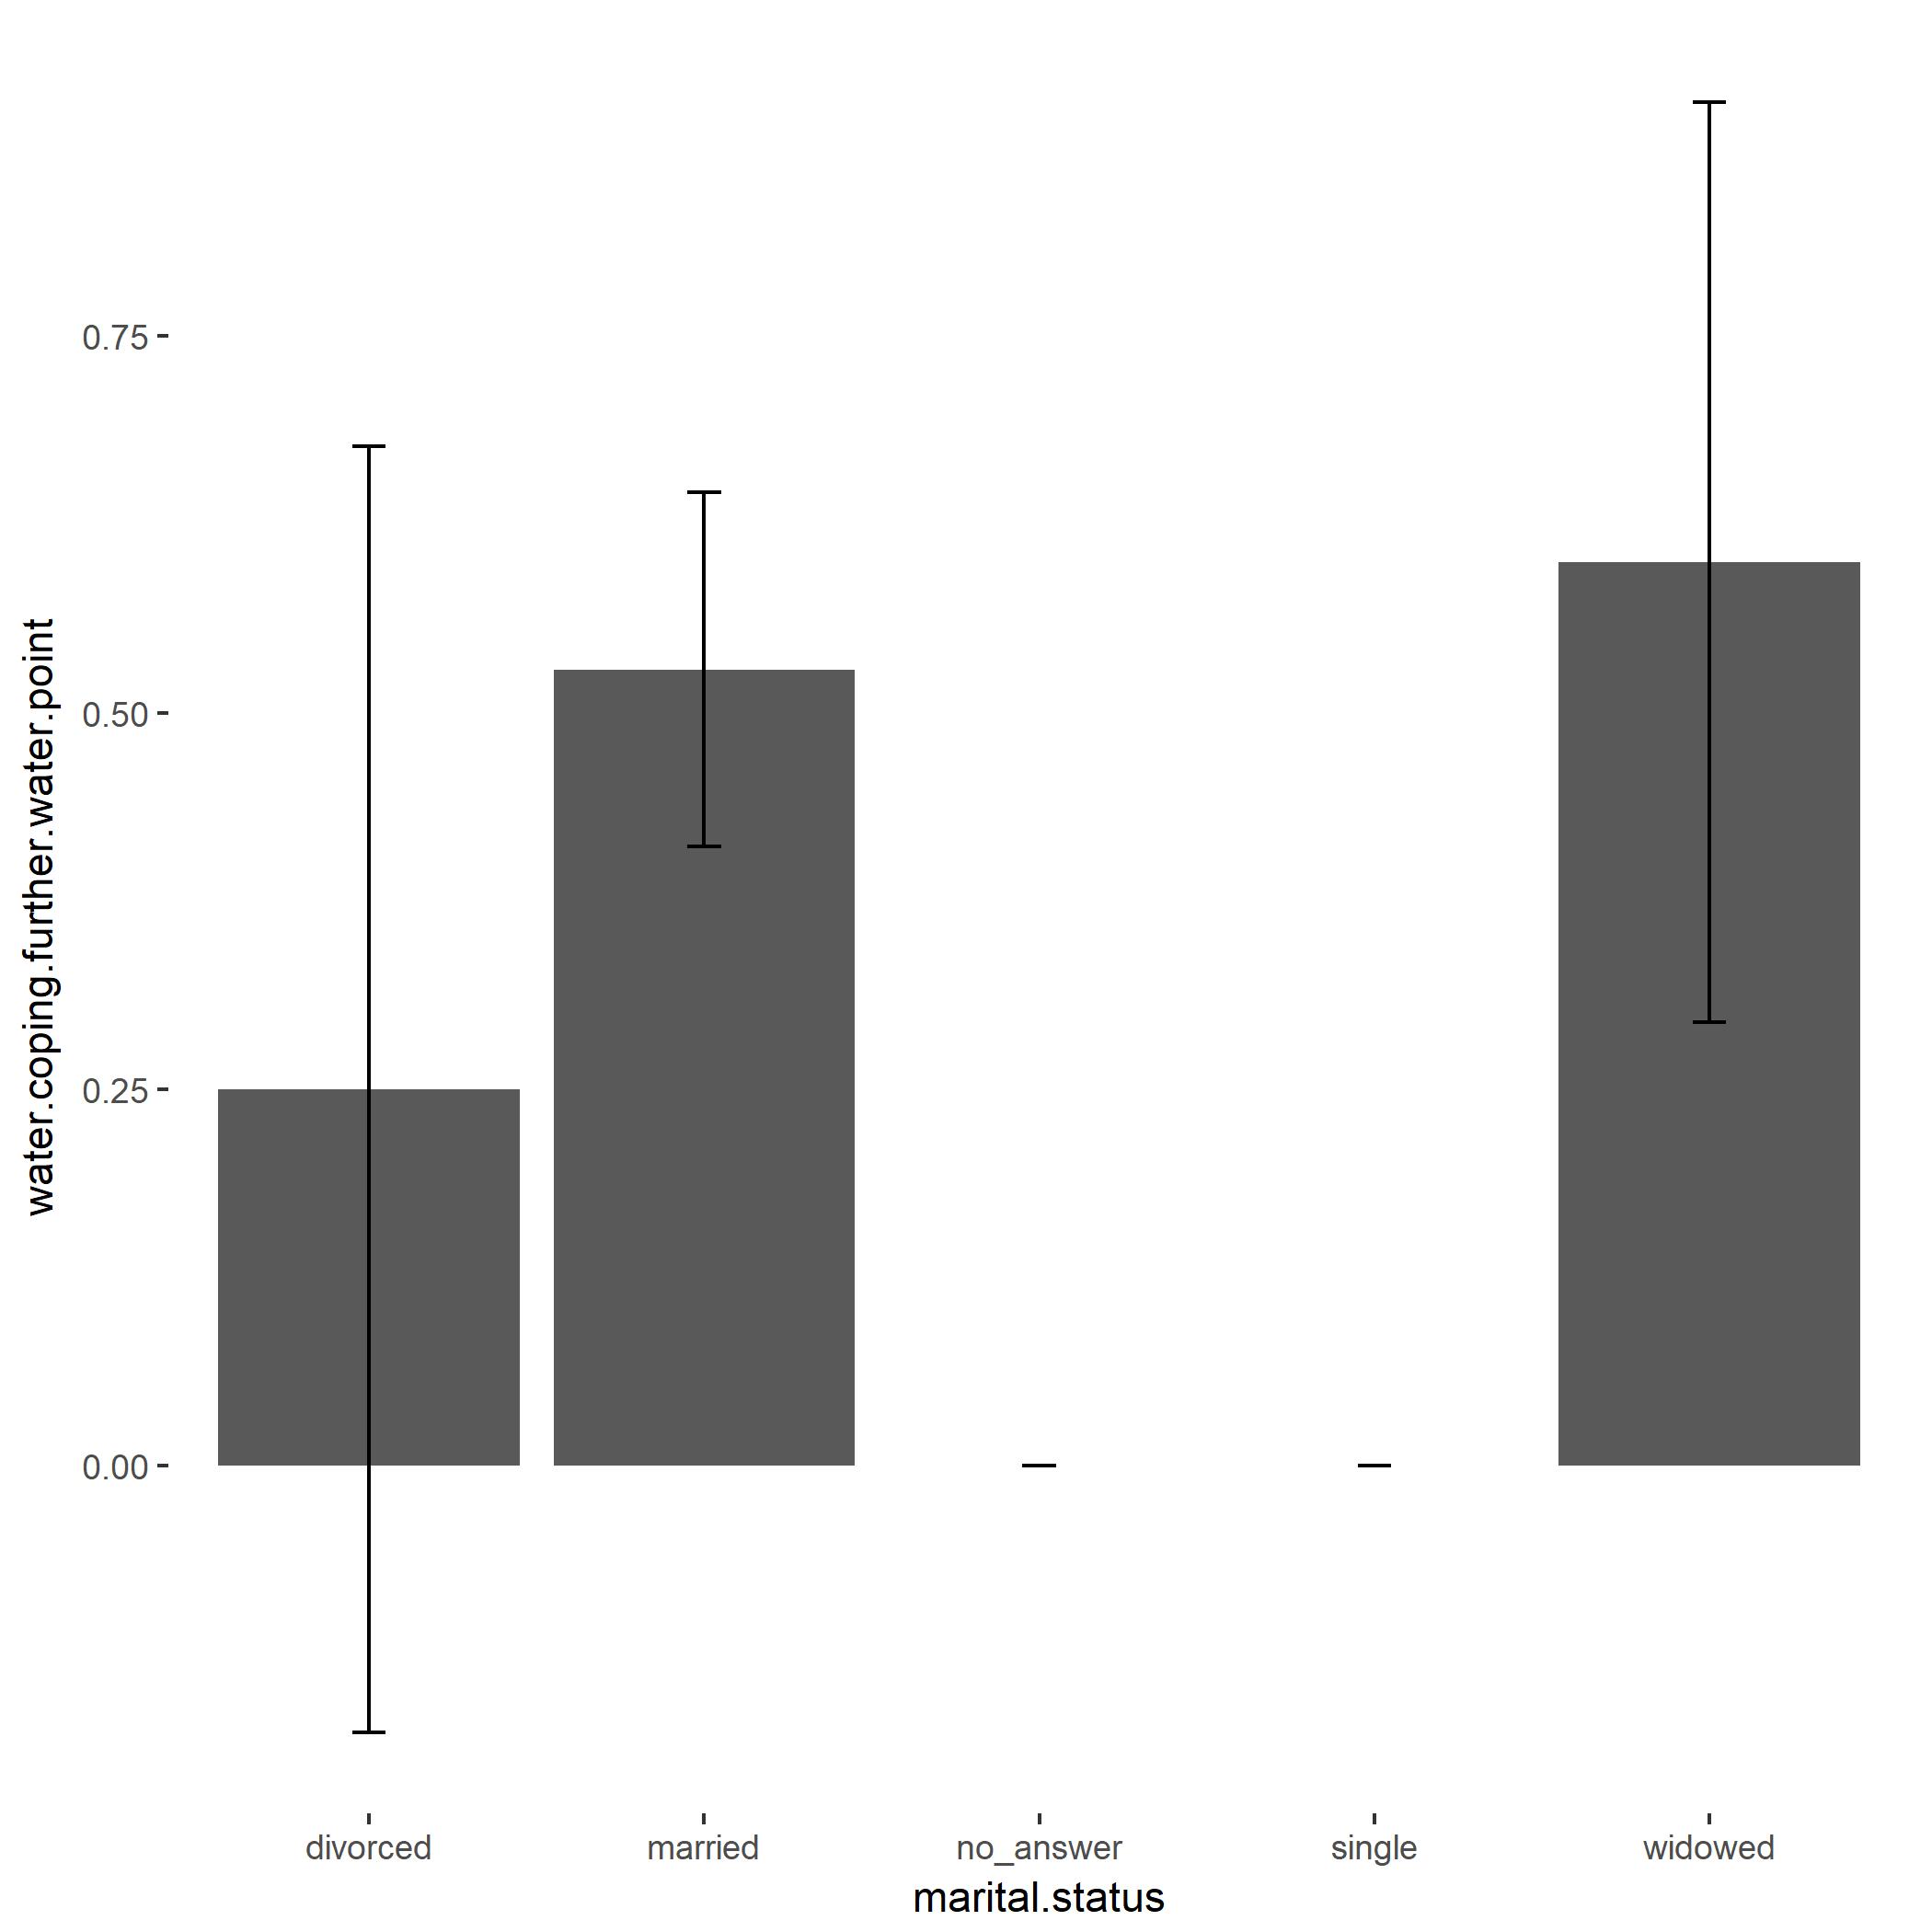 water.coping.further.water.point
0.75
0.50
0.25
0.00
divorced
married
no_answer
single
widowed
marital.status